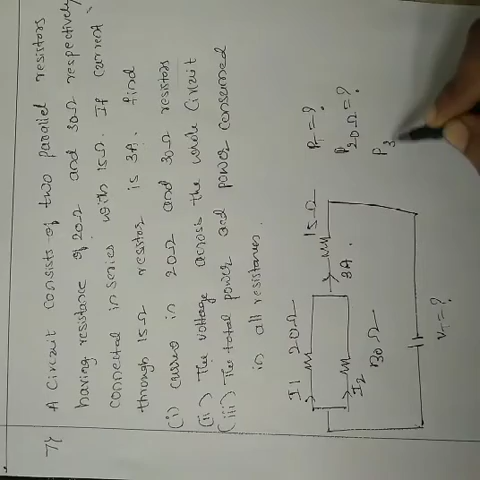 7) A Circuit consists of two parallel resistors
having resistance of 20Ω and 30Ω respectively
connected in series with 15Ω. If current
through 15Ω resistor is 3A. Find
(i) current in 20Ω and 30Ω resistors
(ii) The voltage across the whole circuit
(iii) The total power and power consumed
in all resistances.
I1 20Ω
15Ω
3A.
I2
30Ω
VT=?
PT=?
P20Ω=?
P3